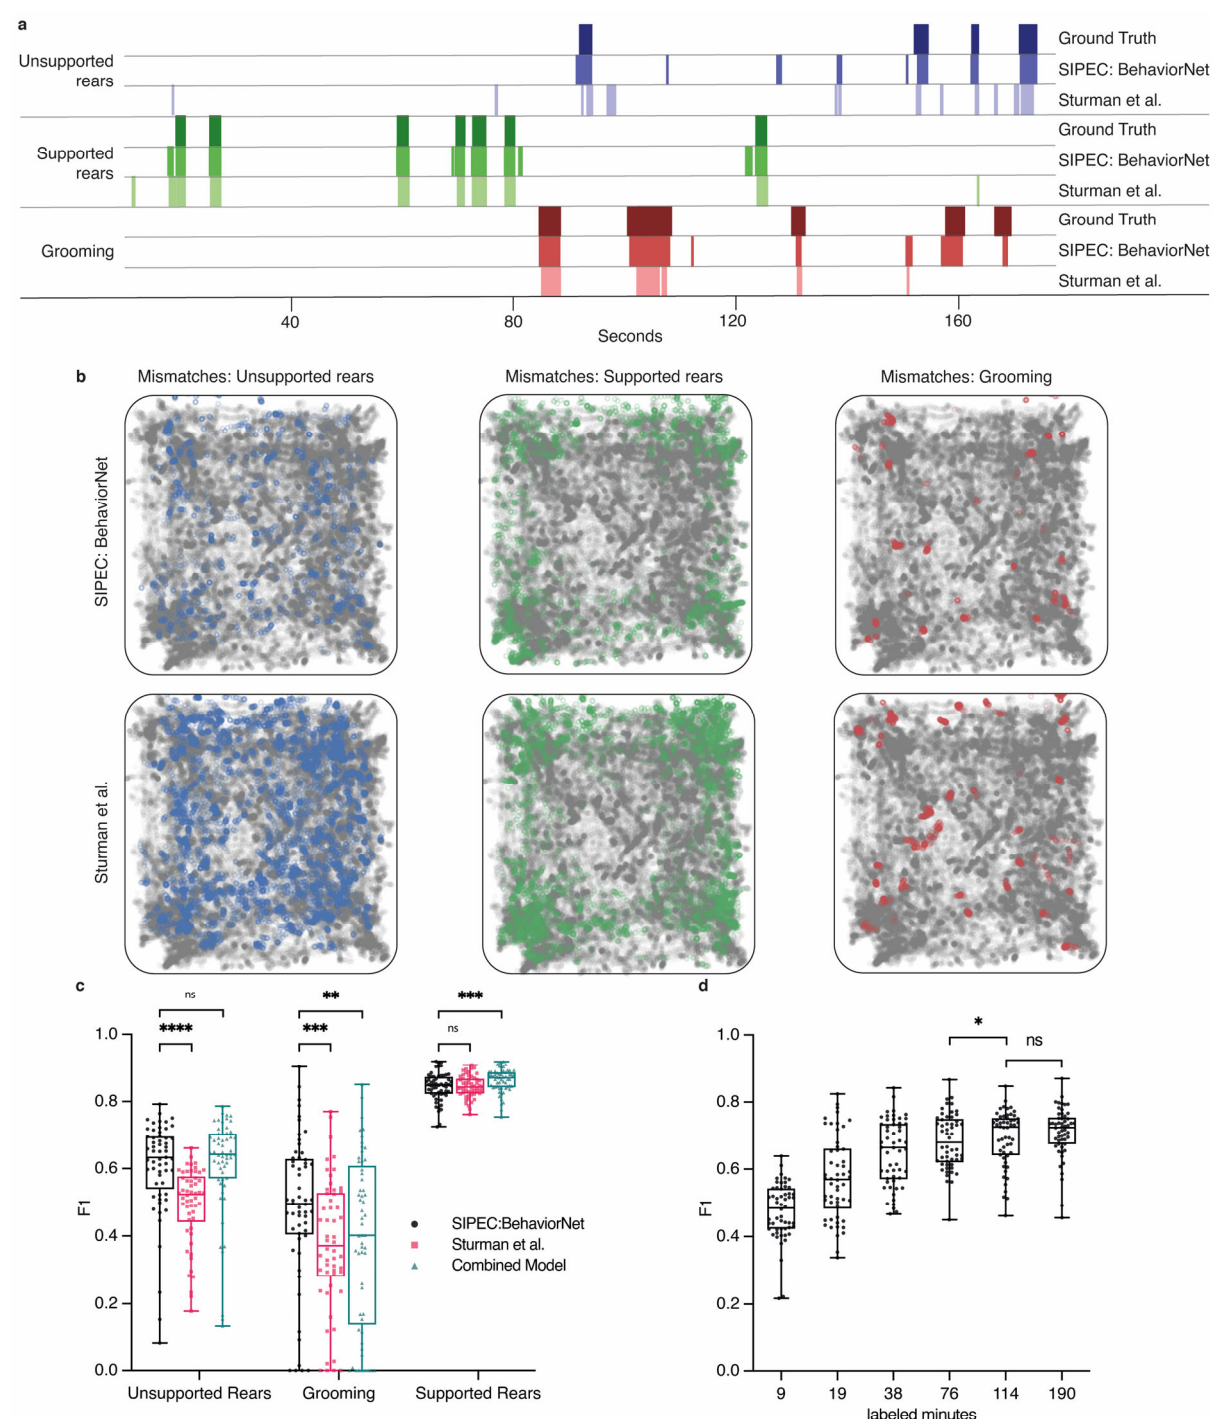 a
Ground Truth
Unsupported rears
SIPEC: BehaviorNet
Sturman et al.
Ground Truth
Supported rears
SIPEC: BehaviorNet
Sturman et al.
Ground Truth
Grooming
SIPEC: BehaviorNet
Sturman et al.
40 80 120 160
Seconds
b
Mismatches: Unsupported rears
Mismatches: Supported rears
Mismatches: Grooming
SIPEC: BehaviorNet
Sturman et al.
c
ns
**
***
****
***
ns
1.0
0.8
0.6
0.4
0.2
0.0
F1
SIPEC:BehaviorNet
Sturman et al.
Combined Model
Unsupported Rears Grooming Supported Rears
d
*
ns
1.0
0.8
0.6
0.4
0.2
0.0
F1
9 19 38 76 114 190
labeled minutes